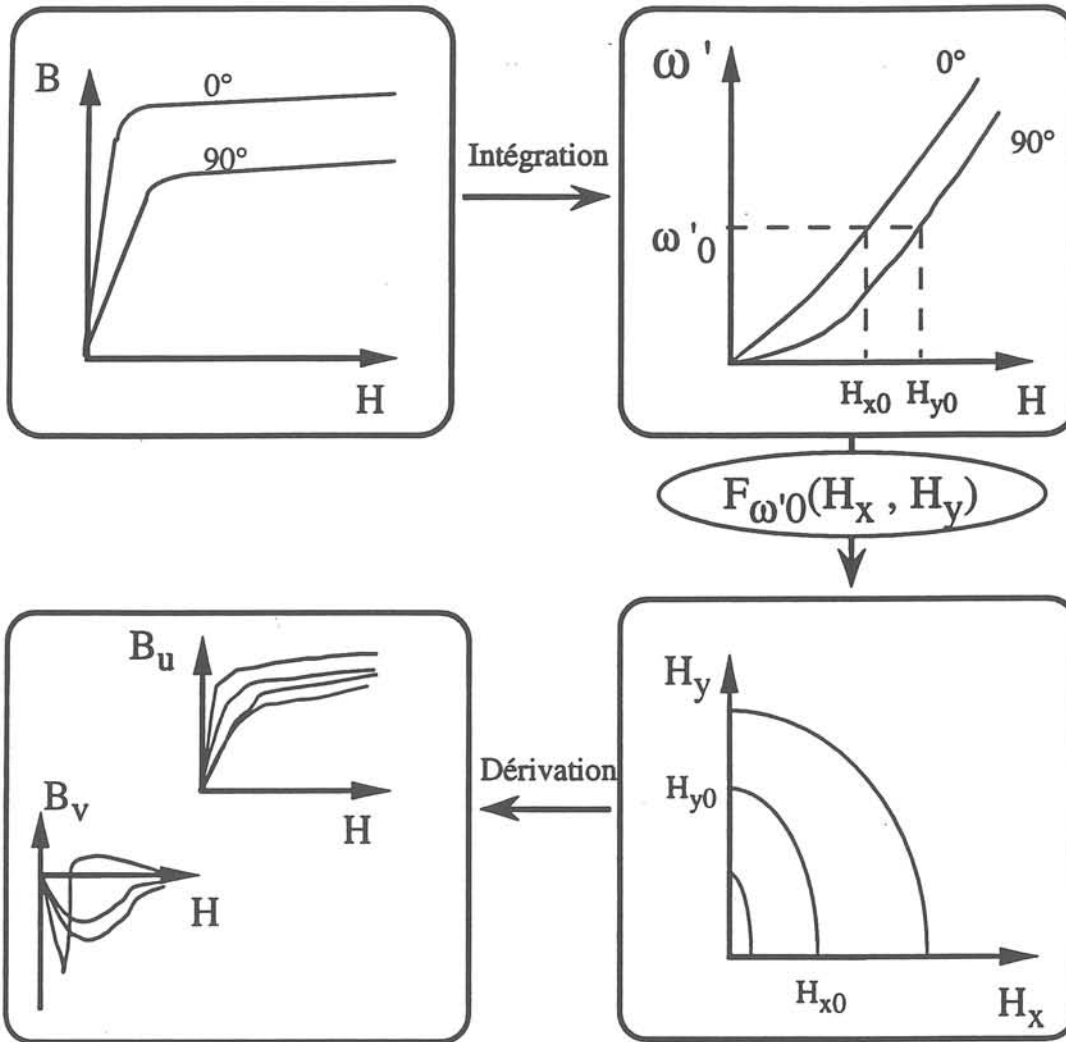 B
0°
90°
H
Intégration
ω'
0°
90°
ω'0
Hx0 Hy0 H
Fω'0(Hx , Hy)
Hy
Hy0
Hx0
Hx
Dérivation
Bu
H
Bv
H